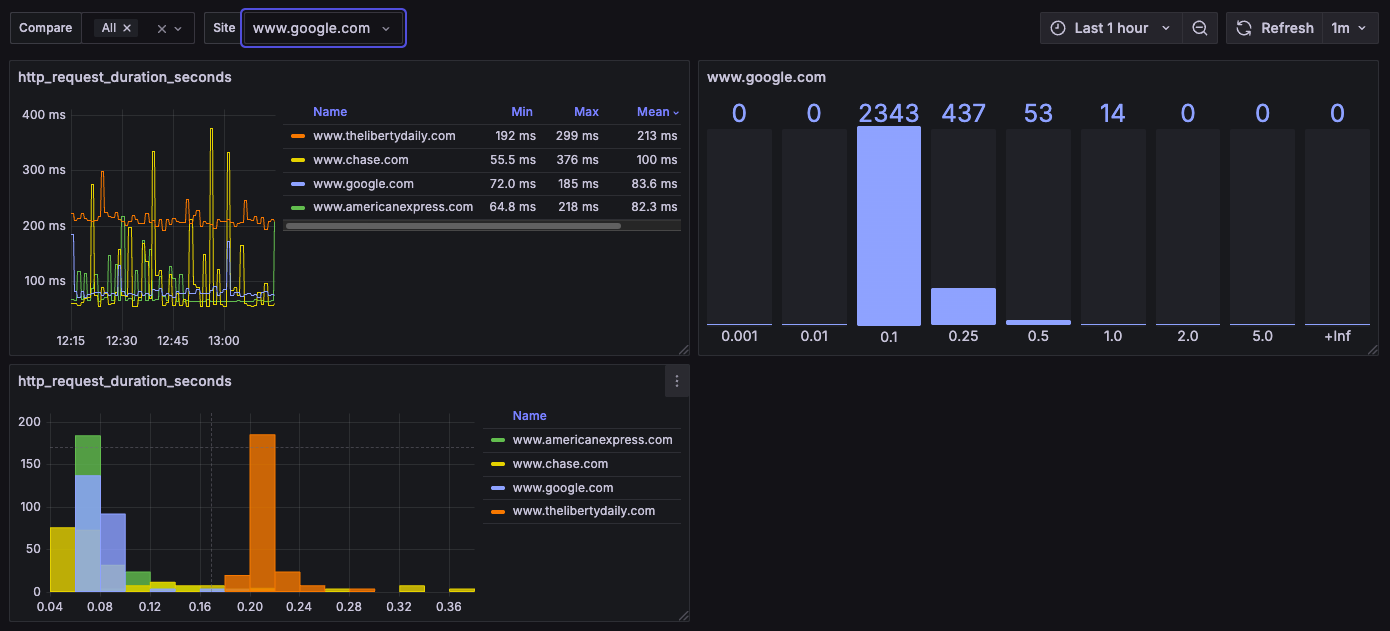 Compare All × × Site www.google.com Last 1 hour Refresh 1m
http_request_duration_seconds
400 ms
300 ms
200 ms
100 ms
12:15 12:30 12:45 13:00
Name Min Max Mean
www.thelibertydaily.com 192 ms 299 ms 213 ms
www.chase.com 55.5 ms 376 ms 100 ms
www.google.com 72.0 ms 185 ms 83.6 ms
www.americanexpress.com 64.8 ms 218 ms 82.3 ms
www.google.com
0 0 2343 437 53 14 0 0 0
0.001 0.01 0.1 0.25 0.5 1.0 2.0 5.0 +Inf
http_request_duration_seconds
200
150
100
50
0
0.04 0.08 0.12 0.16 0.20 0.24 0.28 0.32 0.36
Name
www.americanexpress.com
www.chase.com
www.google.com
www.thelibertydaily.com